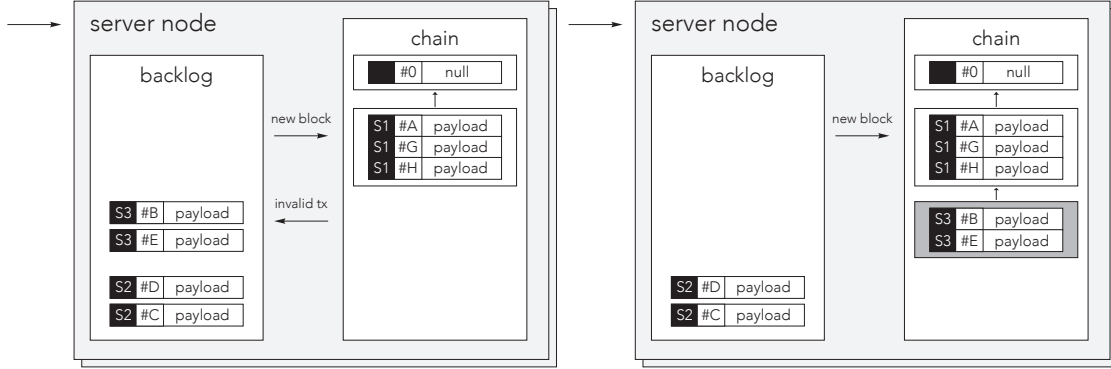 server node
backlog
S3 #B payload
S3 #E payload
S2 #D payload
S2 #C payload
new block
invalid tx
chain
#0 null
S1 #A payload
S1 #G payload
S1 #H payload
server node
backlog
S2 #D payload
S2 #C payload
new block
chain
#0 null
S1 #A payload
S1 #G payload
S1 #H payload
S3 #B payload
S3 #E payload